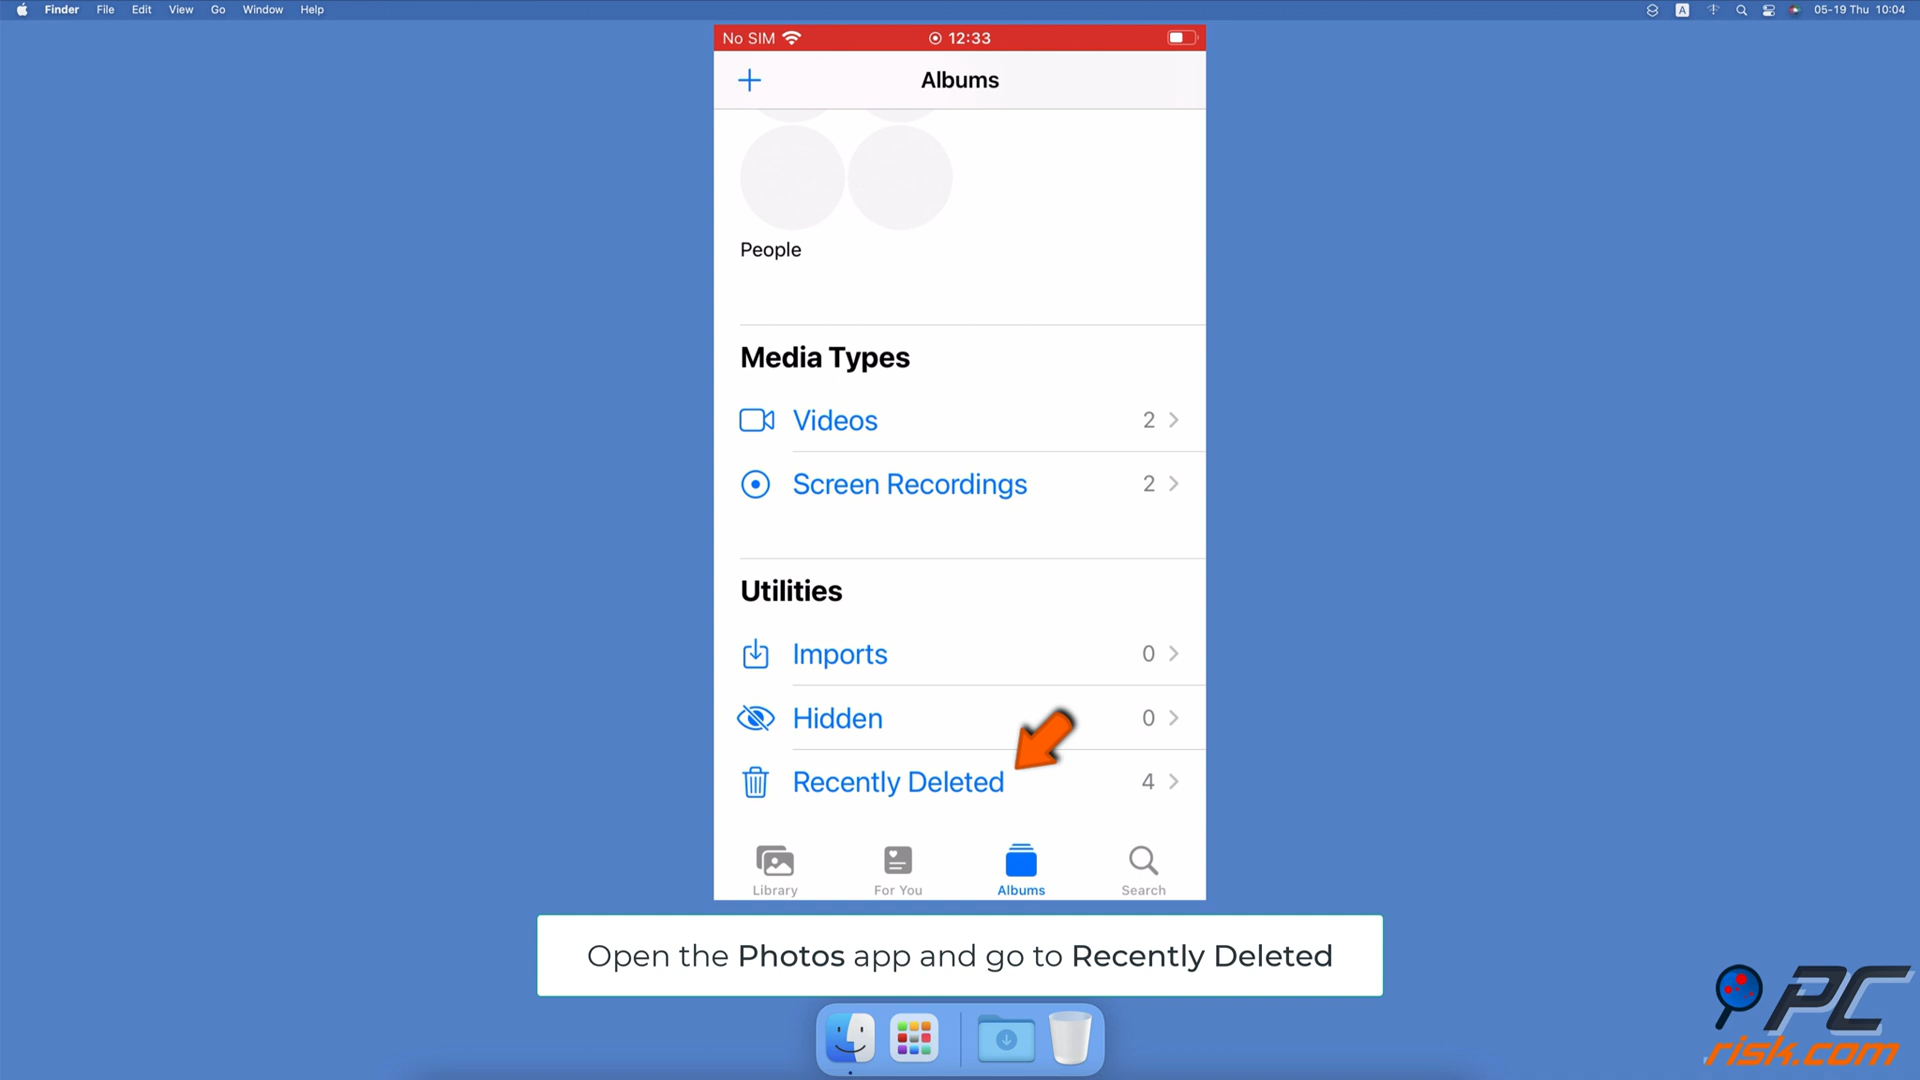 Finder File Edit View Go Window Help
A 05-19 Thu 10:04
No SIM 12:33
Albums
People
Media Types
Videos 2
Screen Recordings 2
Utilities
Imports 0
Hidden 0
Recently Deleted 4
Library For You Albums Search
Open the Photos app and go to Recently Deleted
PC
risk.com